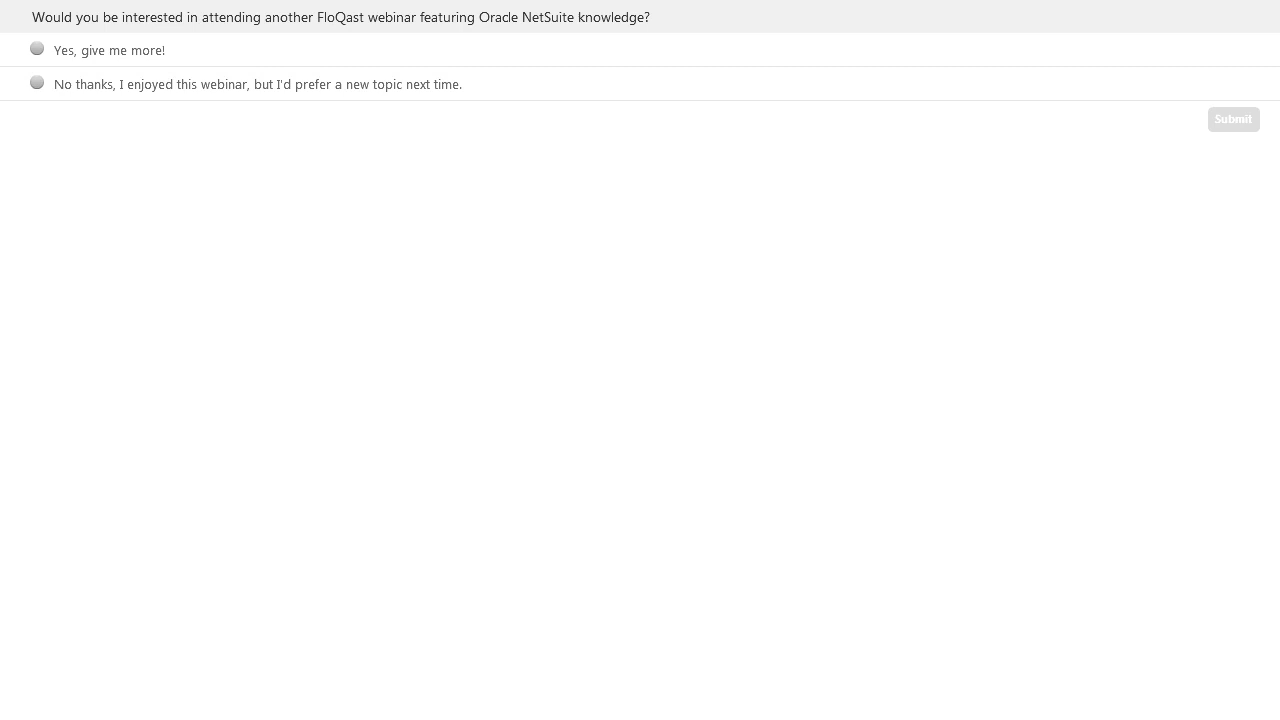 Would you be interested in attending another FloQast webinar featuring Oracle NetSuite knowledge?
Yes, give me more!
No thanks, I enjoyed this webinar, but I'd prefer a new topic next time.
Submit